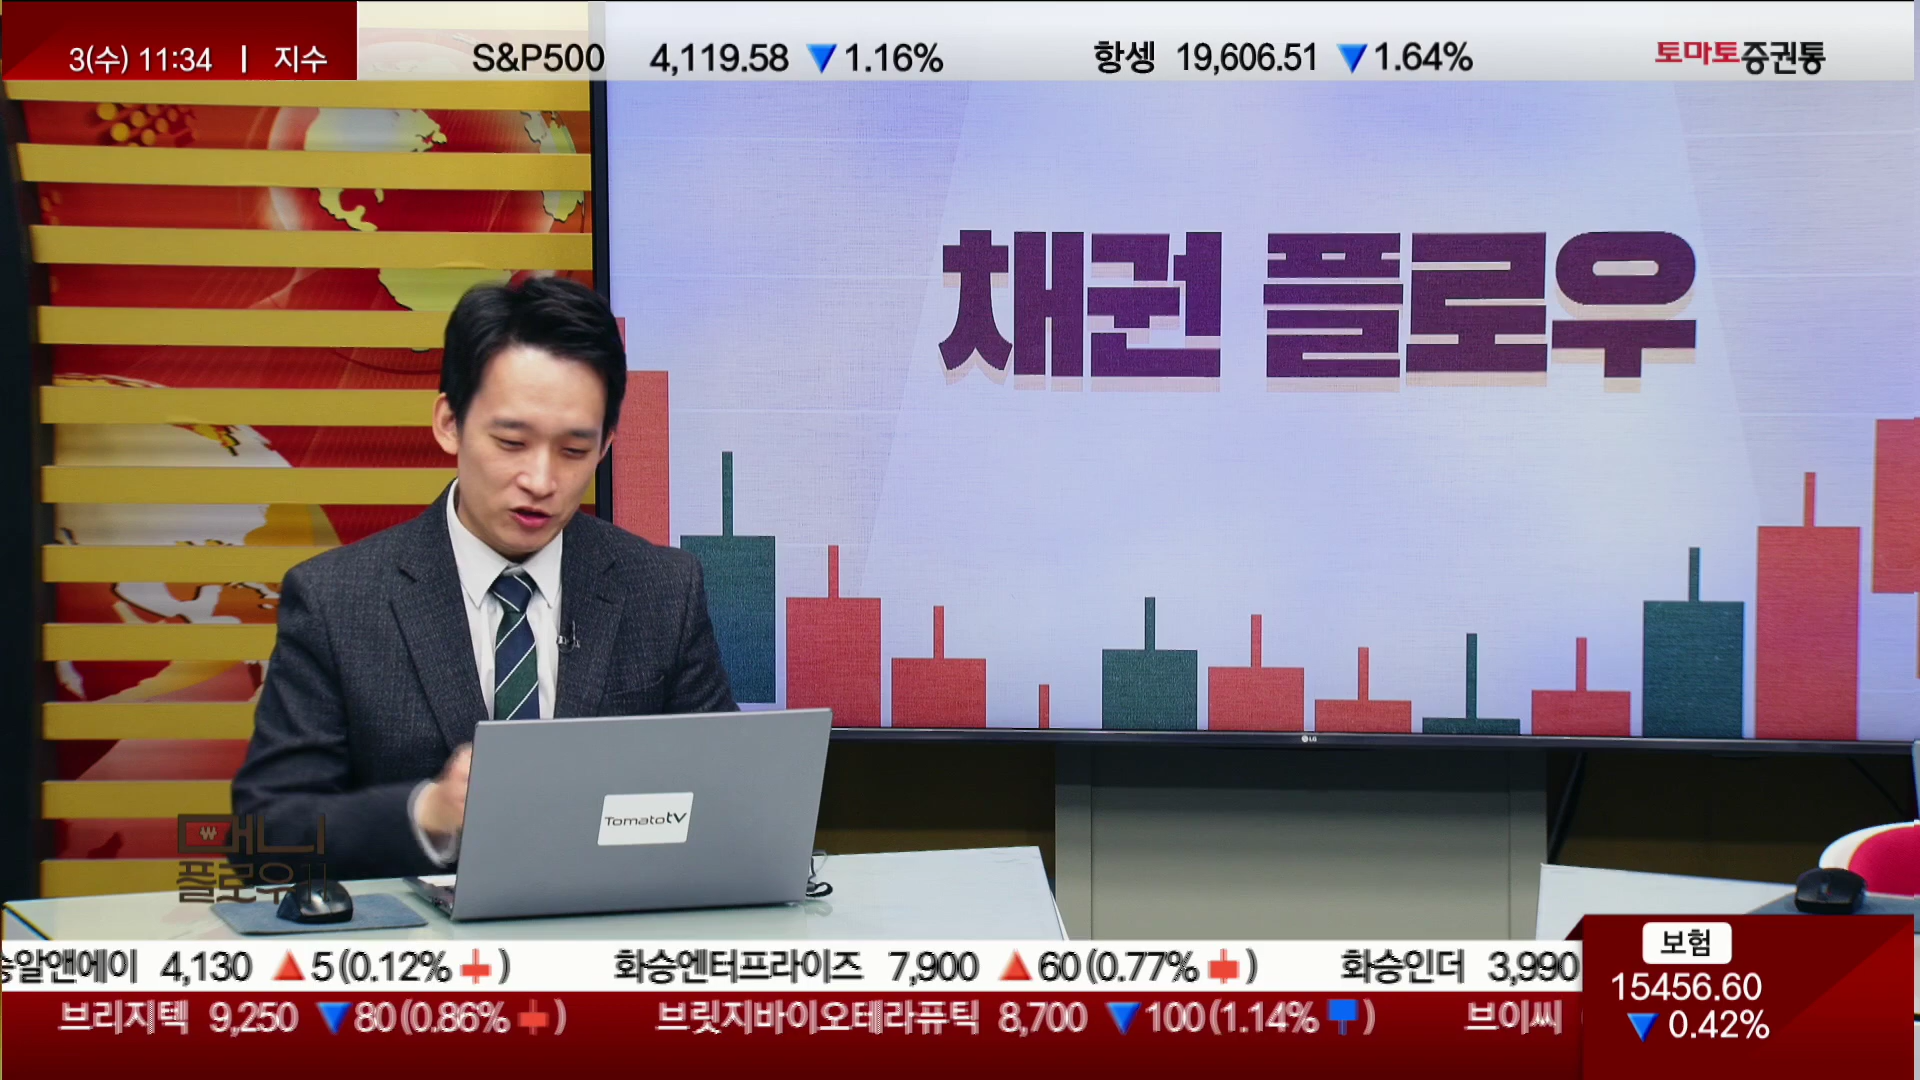 3(수) 11:34 | 지수 S&P500 4,119.58 ▼1.16% 항셍 19,606.51 ▼1.64% 토마토증권통
채권 플로우
TomatotV
LG
머니
플로우
승알앤에이 4,130 ▲5(0.12%) 화승엔터프라이즈 7,900 ▲60(0.77%) 화승인더 3,990
브리지텍 9,250 ▼80(0.86%) 브릿지바이오테라퓨틱 8,700 ▼100(1.14%) 브이씨
보험
15456.60
▼0.42%